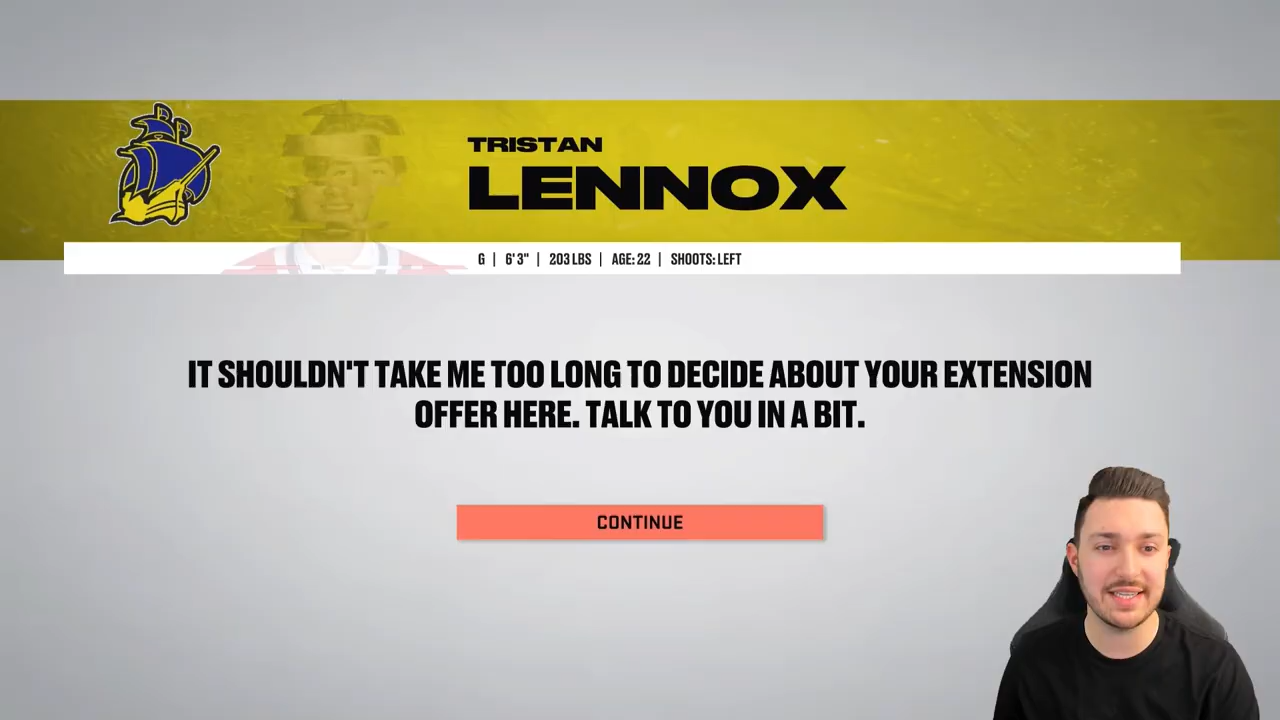 TRISTAN
LENNOX
G | 6'3" | 203 LBS | AGE: 22 | SHOOTS: LEFT
IT SHOULDN'T TAKE ME TOO LONG TO DECIDE ABOUT YOUR EXTENSION
OFFER HERE. TALK TO YOU IN A BIT.
CONTINUE